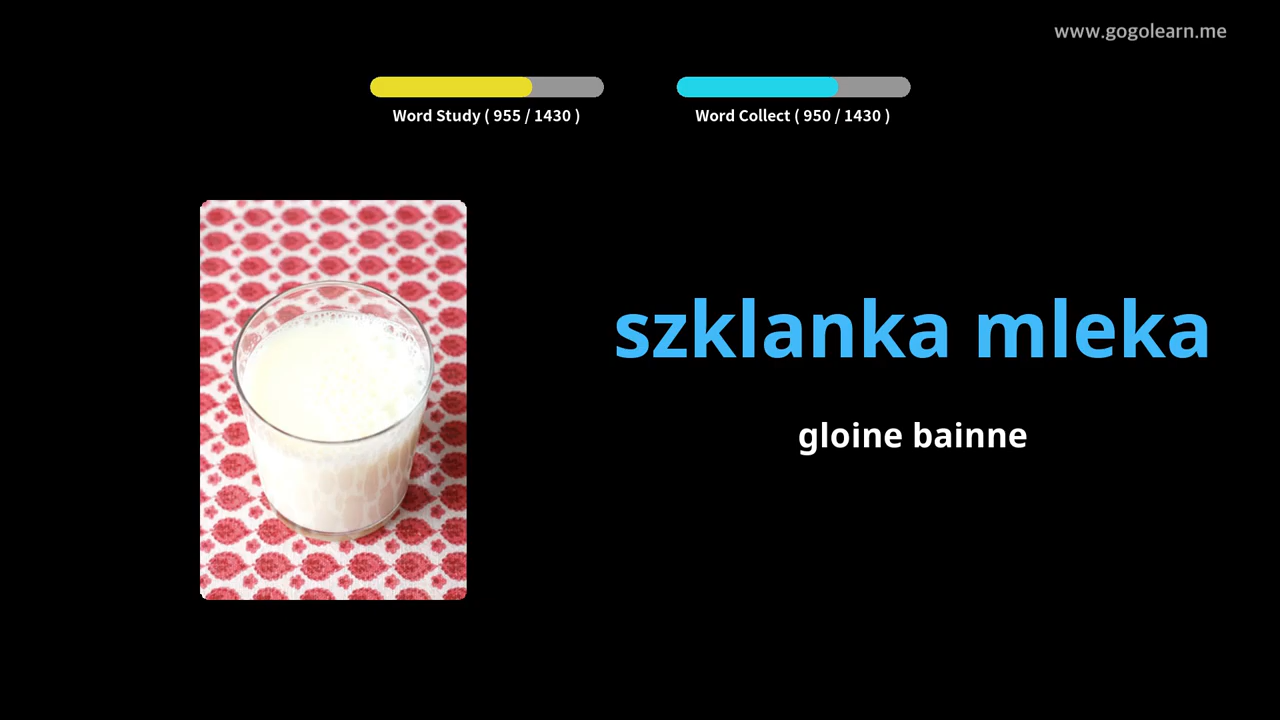 www.gogolearn.me
Word Study ( 955 / 1430 )
Word Collect ( 950 / 1430 )
szklanka mleka
gloine bainne